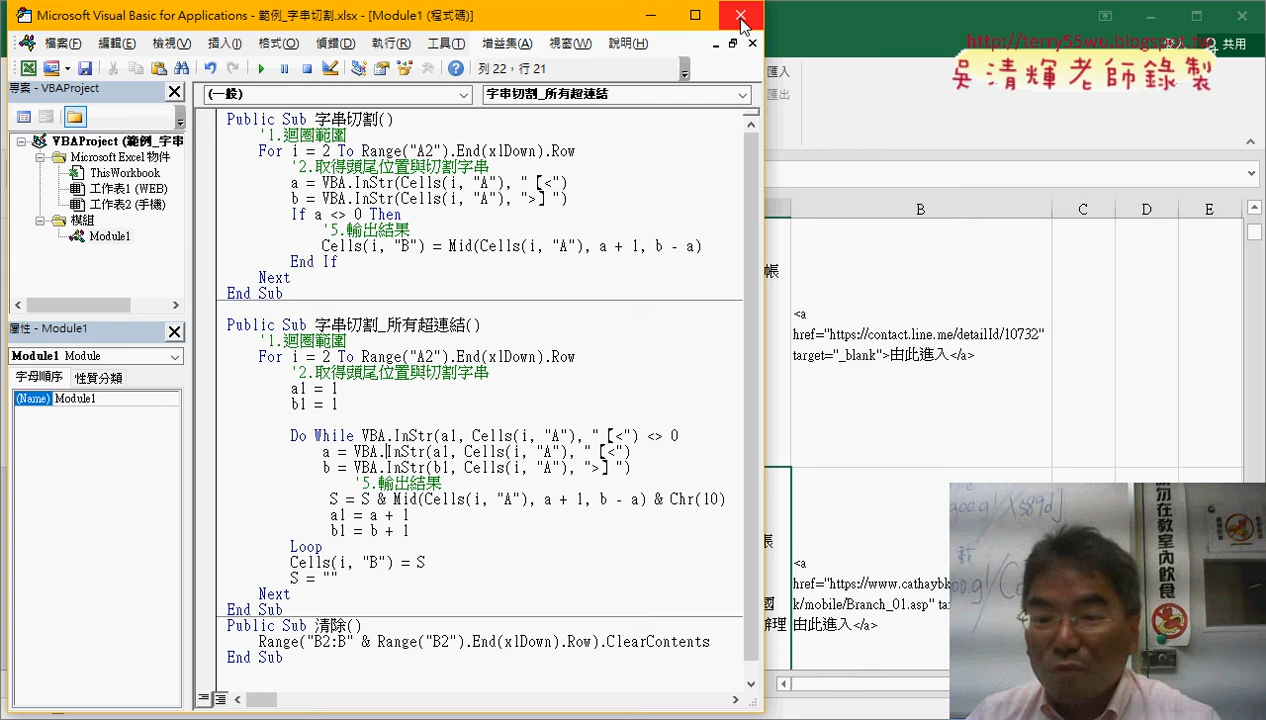 Microsoft Visual Basic for Applications - 範例_字串切割.xlsx - [Module1 (程式碼)]
檔案(F) 編輯(E) 檢視(V) 插入(I) 格式(O) 偵錯(D) 執行(R) 工具(T) 增益集(A) 視窗(W) 說明(H)
列 22，行 21
專案 - VBAProject
VBAProject (範例_字串
Microsoft Excel 物件
ThisWorkbook
工作表1 (WEB)
工作表2 (手機)
模組
Module1
屬性 - Module1
Module1 Module
字母順序 性質分類
(Name) Module1
(一般) 字串切割_所有超連結
Public Sub 字串切割()
'1.迴圈範圍
For i = 2 To Range("A2").End(xlDown).Row
'2.取得頭尾位置與切割字串
a = VBA.InStr(Cells(i, "A"), "【<")
b = VBA.InStr(Cells(i, "A"), ">】")
If a <> 0 Then
'5.輸出結果
Cells(i, "B") = Mid(Cells(i, "A"), a + 1, b - a)
End If
Next
End Sub
Public Sub 字串切割_所有超連結()
'1.迴圈範圍
For i = 2 To Range("A2").End(xlDown).Row
'2.取得頭尾位置與切割字串
a1 = 1
b1 = 1
Do While VBA.InStr(a1, Cells(i, "A"), "【<") <> 0
a = VBA.InStr(a1, Cells(i, "A"), "【<")
b = VBA.InStr(b1, Cells(i, "A"), ">】")
'5.輸出結果
S = S & Mid(Cells(i, "A"), a + 1, b - a) & Chr(10)
a1 = a + 1
b1 = b + 1
Loop
Cells(i, "B") = S
S = ""
Next
End Sub
Public Sub 清除()
Range("B2:B" & Range("B2").End(xlDown).Row).ClearContents
End Sub
http://terry55wu.blogspot.tw
吳清輝老師錄製
共用
匯入
匯出
B C D E
帳
<a
href="https://contact.line.me/detailId/10732"
target="_blank">由此進入</a>
帳
<a
href="https://www.cathaybk
國
k/mobile/Branch_01.asp" ta
辦理
由此進入</a>
勿在教室內飲食